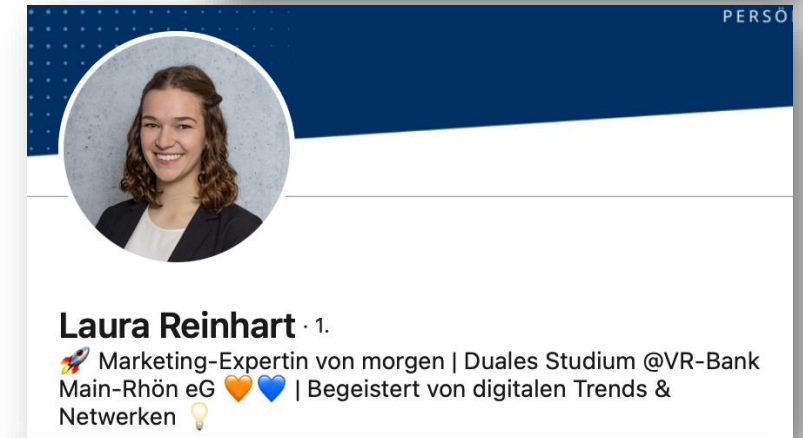 PERSÖ
Laura Reinhart · 1.
🚀 Marketing-Expertin von morgen | Duales Studium @VR-Bank
Main-Rhön eG 🧡💙 | Begeistert von digitalen Trends &
Netwerken 💡